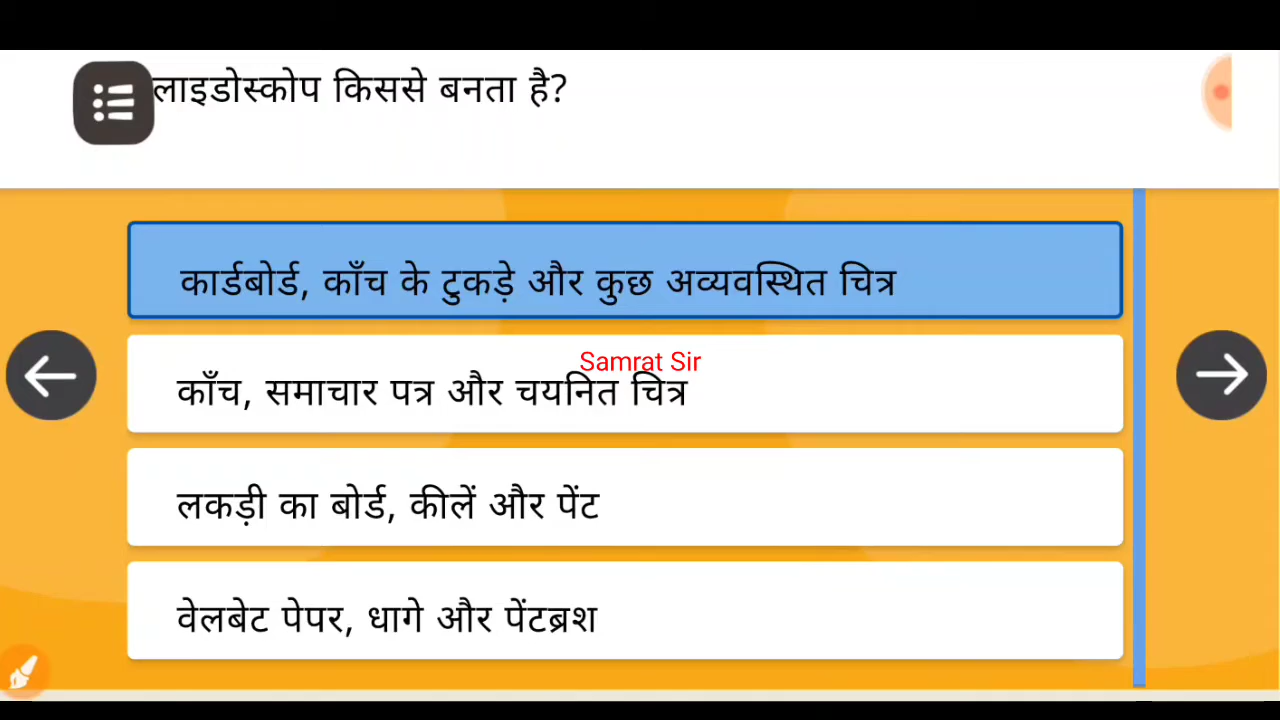 लाइडोस्कोप किससे बनता है?
कार्डबोर्ड, काँच के टुकड़े और कुछ अव्यवस्थित चित्र
Samrat Sir
काँच, समाचार पत्र और चयनित चित्र
लकड़ी का बोर्ड, कीलें और पेंट
वेलबेट पेपर, धागे और पेंटब्रश